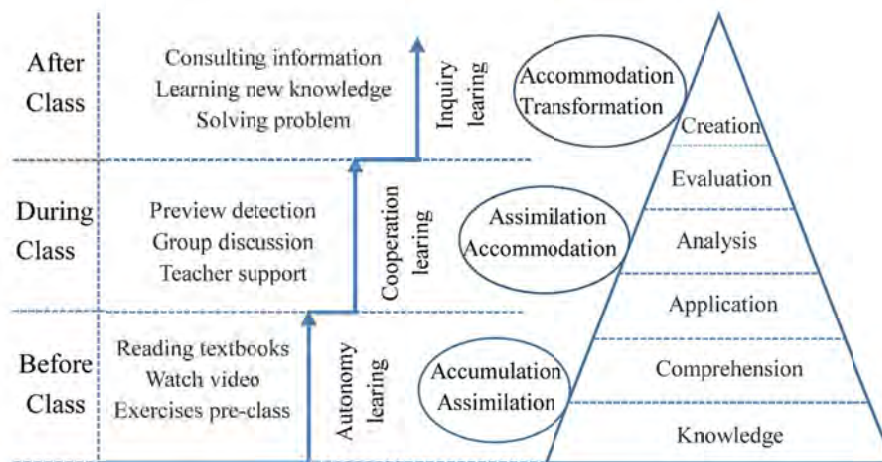 After
Class
Consulting information
Learning new knowledge
Solving problem
Inquiry
learing
Accommodation
Transformation
Creation
Evaluation
During
Class
Preview detection
Group discussion
Teacher support
Cooperation
learing
Assimilation
Accommodation
Analysis
Application
Before
Class
Reading textbooks
Watch video
Exercises pre-class
Autonomy
learing
Accumulation
Assimilation
Comprehension
Knowledge